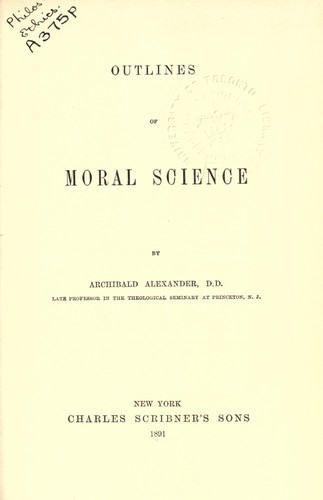 Philos
Ethics.
A375p
OUTLINES
OF
MORAL SCIENCE
BY
ARCHIBALD ALEXANDER, D.D.
LATE PROFESSOR IN THE THEOLOGICAL SEMINARY AT PRINCETON, N. J.
NEW YORK
CHARLES SCRIBNER'S SONS
1891